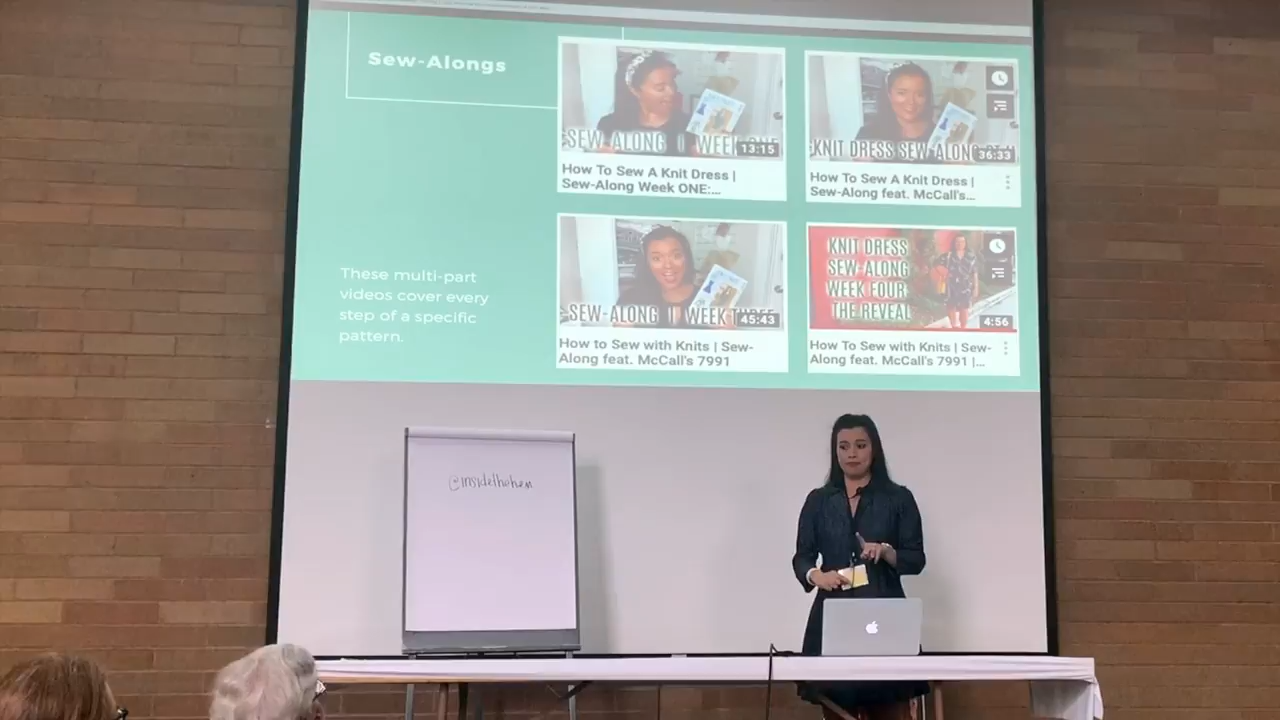 Sew-Alongs
These multi-part
videos cover every
step of a specific
pattern.
SEW-ALONG | WEEK ONE
13:15
How To Sew A Knit Dress |
Sew-Along Week ONE:...
KNIT DRESS SEW-ALONG
36:33
How To Sew A Knit Dress |
Sew-Along feat. McCall's...
SEW-ALONG | WEEK THREE
45:43
How to Sew with Knits | Sew-
Along feat. McCall's 7991
KNIT DRESS
SEW-ALONG
WEEK FOUR:
THE REVEAL
4:56
How To Sew with Knits | Sew-
Along feat. McCall's 7991 |...
@insidethehem